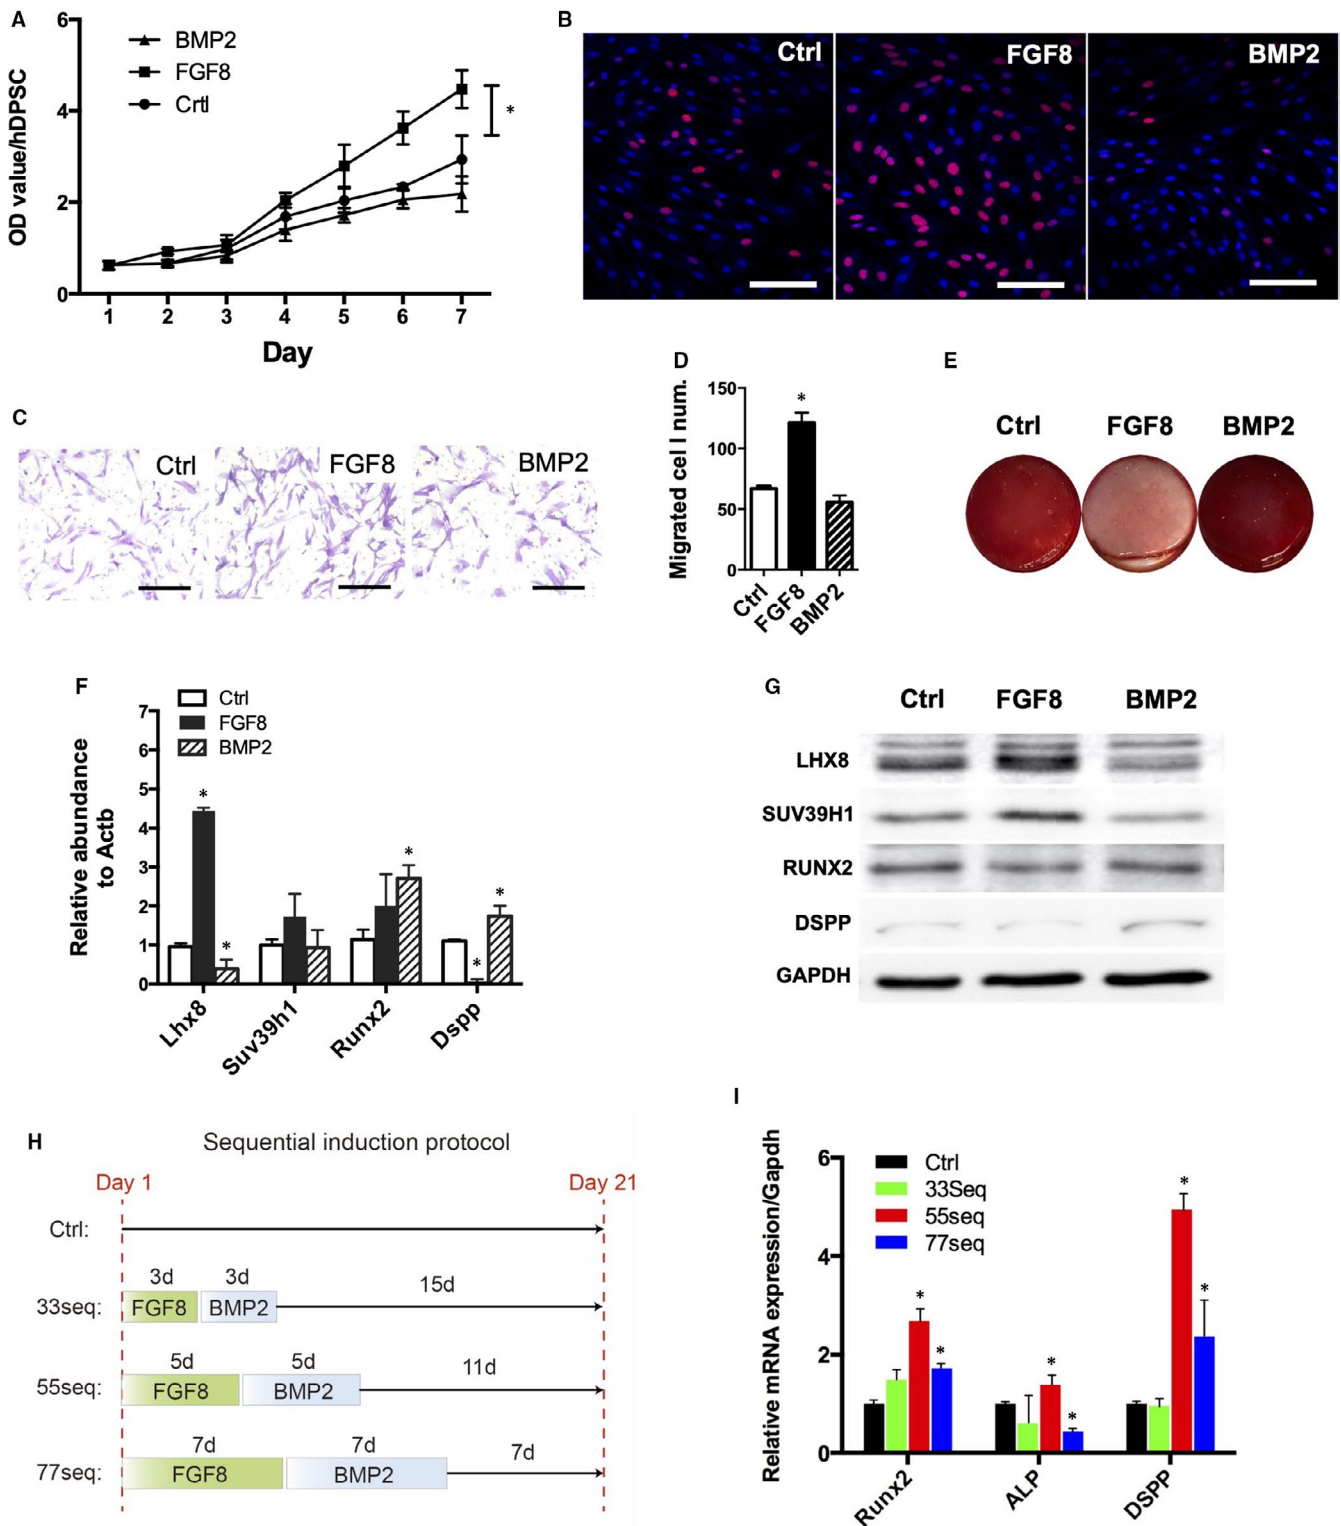 A
6
4
2
0
OD value/hDPSC
BMP2
FGF8
Crtl
*
1 2 3 4 5 6 7
Day
B
Ctrl
FGF8
BMP2
C
Ctrl
FGF8
BMP2
D
Migrated cel l num.
150
100
50
0
*
Ctrl
FGF8
BMP2
E
Ctrl
FGF8
BMP2
F
Ctrl
FGF8
BMP2
Relative abundance
to Actb
7
6
5
4
3
2
1
0
*
*
*
*
*
Lhx8
Suv39h1
Runx2
Dspp
G
Ctrl FGF8 BMP2
LHX8
SUV39H1
RUNX2
DSPP
GAPDH
H
Sequential induction protocol
Day 1
Day 21
Ctrl:
3d 3d 15d
33seq: FGF8 BMP2
5d 5d 11d
55seq: FGF8 BMP2
7d 7d 7d
77seq: FGF8 BMP2
I
Relative mRNA expression/Gapdh
6
4
2
0
Ctrl
33Seq
55seq
77seq
*
*
*
*
*
*
Runx2
ALP
DSPP